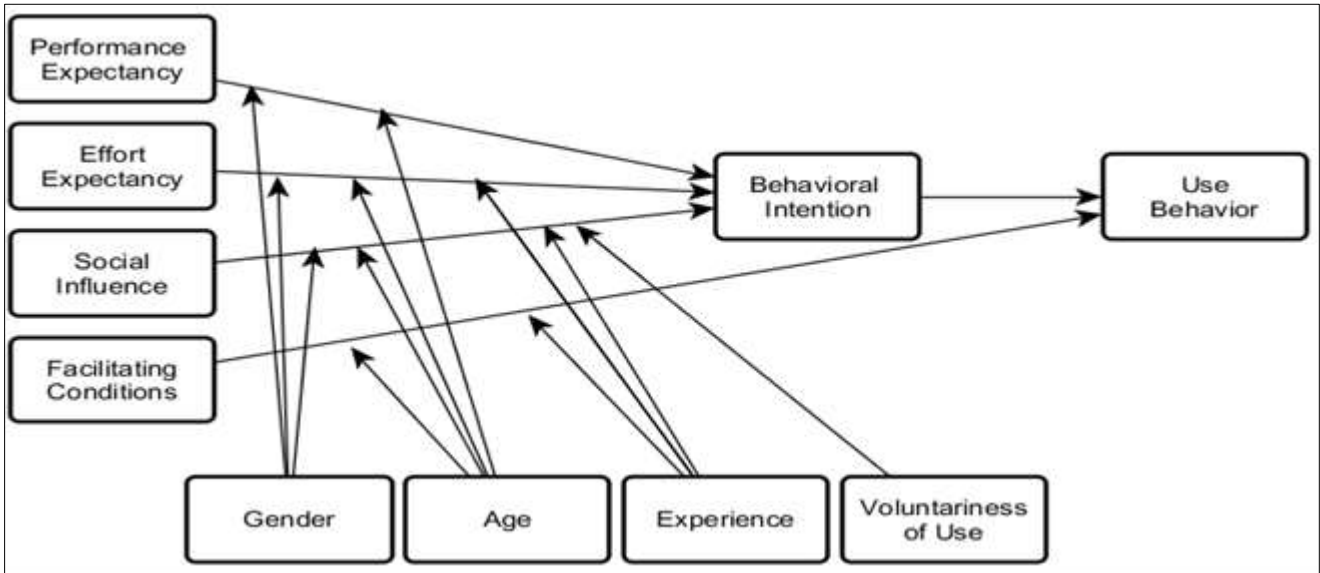 Performance
Expectancy
Effort
Expectancy
Social
Influence
Facilitating
Conditions
Behavioral
Intention
Use
Behavior
Gender
Age
Experience
Voluntariness
of Use